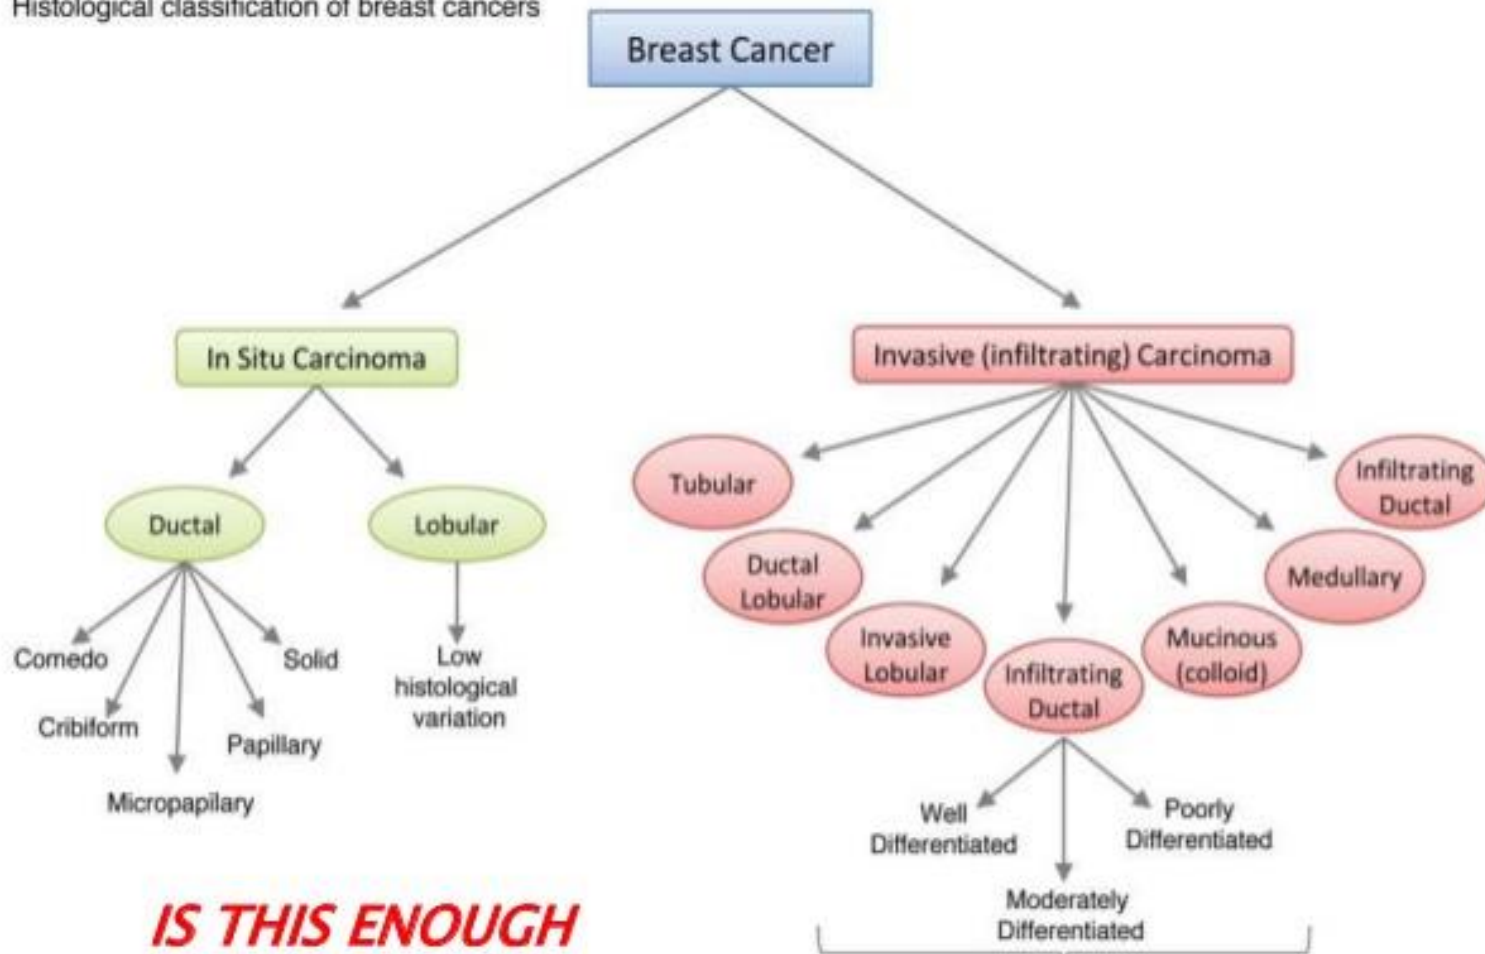 Histological classification of breast cancers
Breast Cancer
In Situ Carcinoma
Invasive (infiltrating) Carcinoma
Ductal
Lobular
Comedo
Cribiform
Micropapilary
Papillary
Solid
Low
histological
variation
Tubular
Ductal
Lobular
Invasive
Lobular
Infiltrating
Ductal
Mucinous
(colloid)
Medullary
Infiltrating
Ductal
Well
Differentiated
Moderately
Differentiated
Poorly
Differentiated
IS THIS ENOUGH